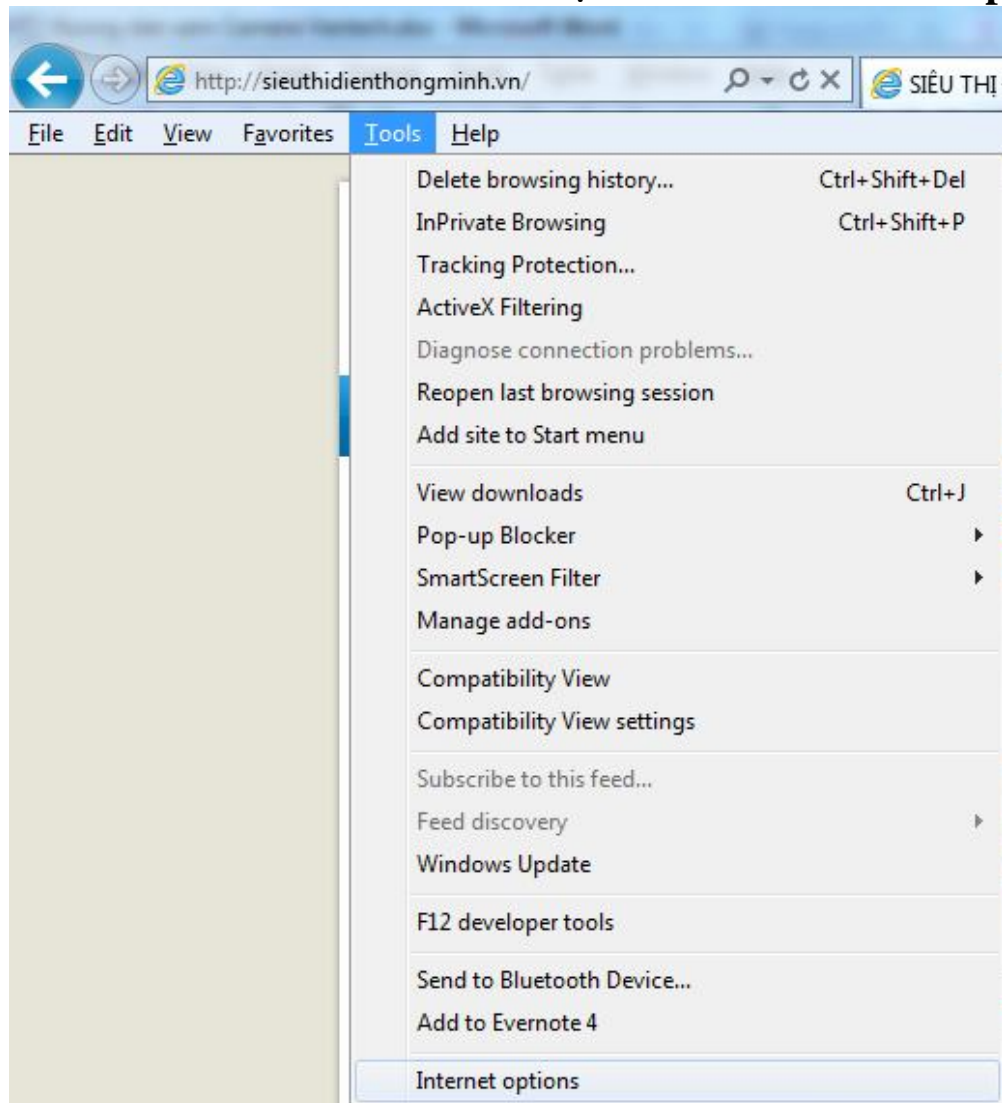 http://sieuthidienthongminh.vn/ SIÊU THỊ
File Edit View Favorites Tools Help
Delete browsing history... Ctrl+Shift+Del
InPrivate Browsing Ctrl+Shift+P
Tracking Protection...
ActiveX Filtering
Diagnose connection problems...
Reopen last browsing session
Add site to Start menu
View downloads Ctrl+J
Pop-up Blocker
SmartScreen Filter
Manage add-ons
Compatibility View
Compatibility View settings
Subscribe to this feed...
Feed discovery
Windows Update
F12 developer tools
Send to Bluetooth Device...
Add to Evernote 4
Internet options